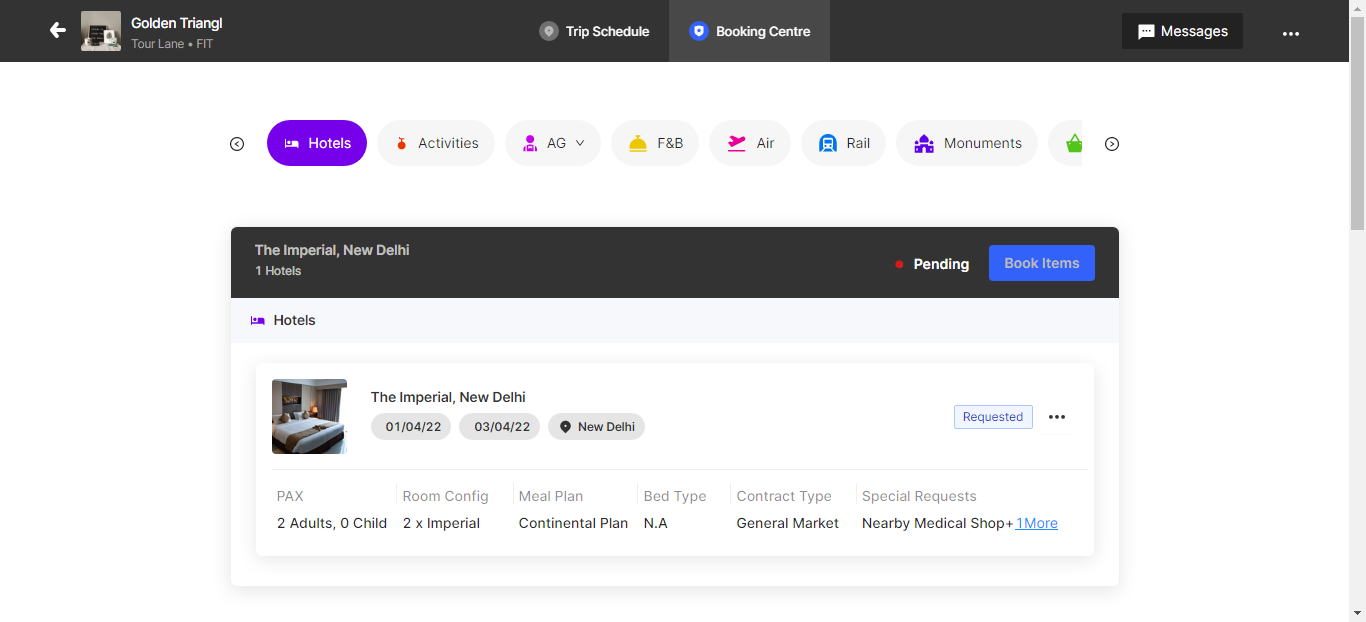 Golden Triangl
Tour Lane • FIT
Trip Schedule
Booking Centre
Messages
Hotels
Activities
AG
F&B
Air
Rail
Monuments
The Imperial, New Delhi
1 Hotels
Pending
Book Items
Hotels
The Imperial, New Delhi
01/04/22
03/04/22
New Delhi
Requested
PAX
Room Config
Meal Plan
Bed Type
Contract Type
Special Requests
2 Adults, 0 Child
2 x Imperial
Continental Plan
N.A
General Market
Nearby Medical Shop+1More